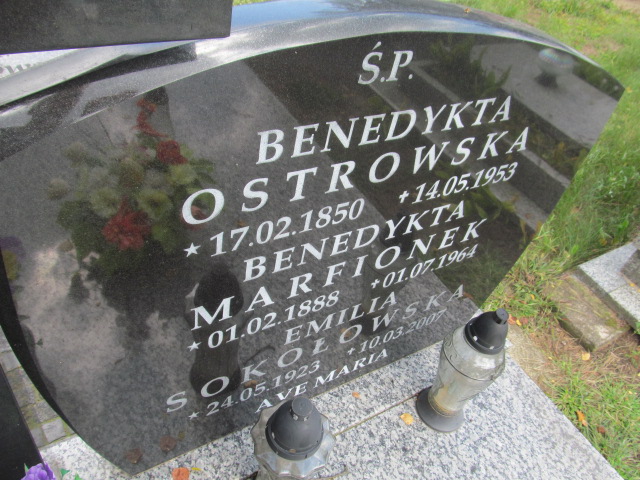 Ś.P.
BENEDYKTA
OSTROWSKA
★17.02.1850 +14.05.1953
BENEDYKTA
MARFIONEK
★01.02.1888 +01.07.1964
EMILIA
SOKOŁOWSKA
★24.05.1923 +10.03.2007
AVE MARIA